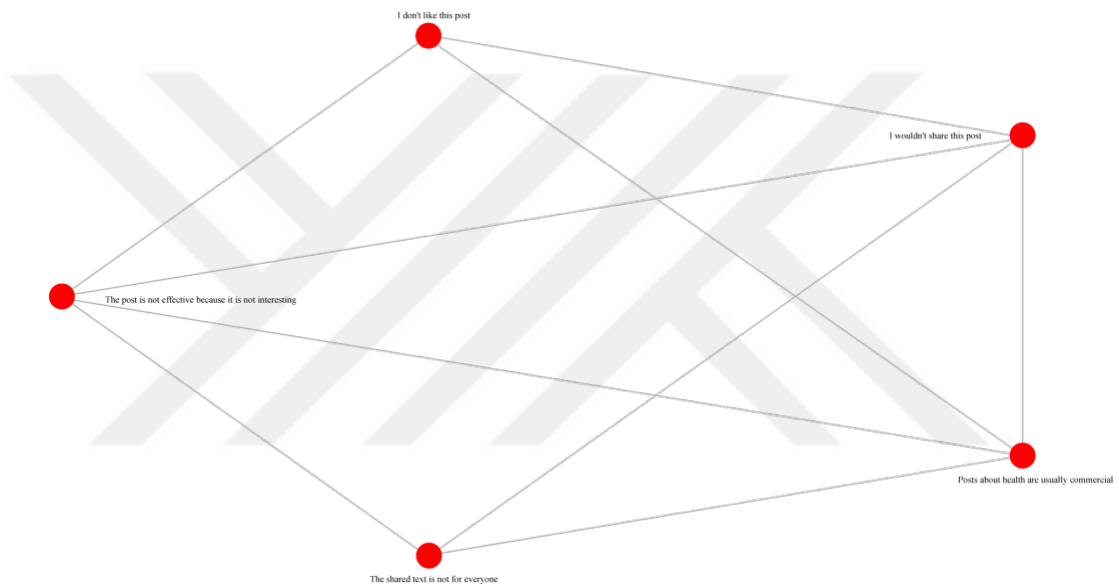 I don't like this post
I wouldn't share this post
The post is not effective because it is not interesting
Posts about health are usually commercial
The shared text is not for everyone